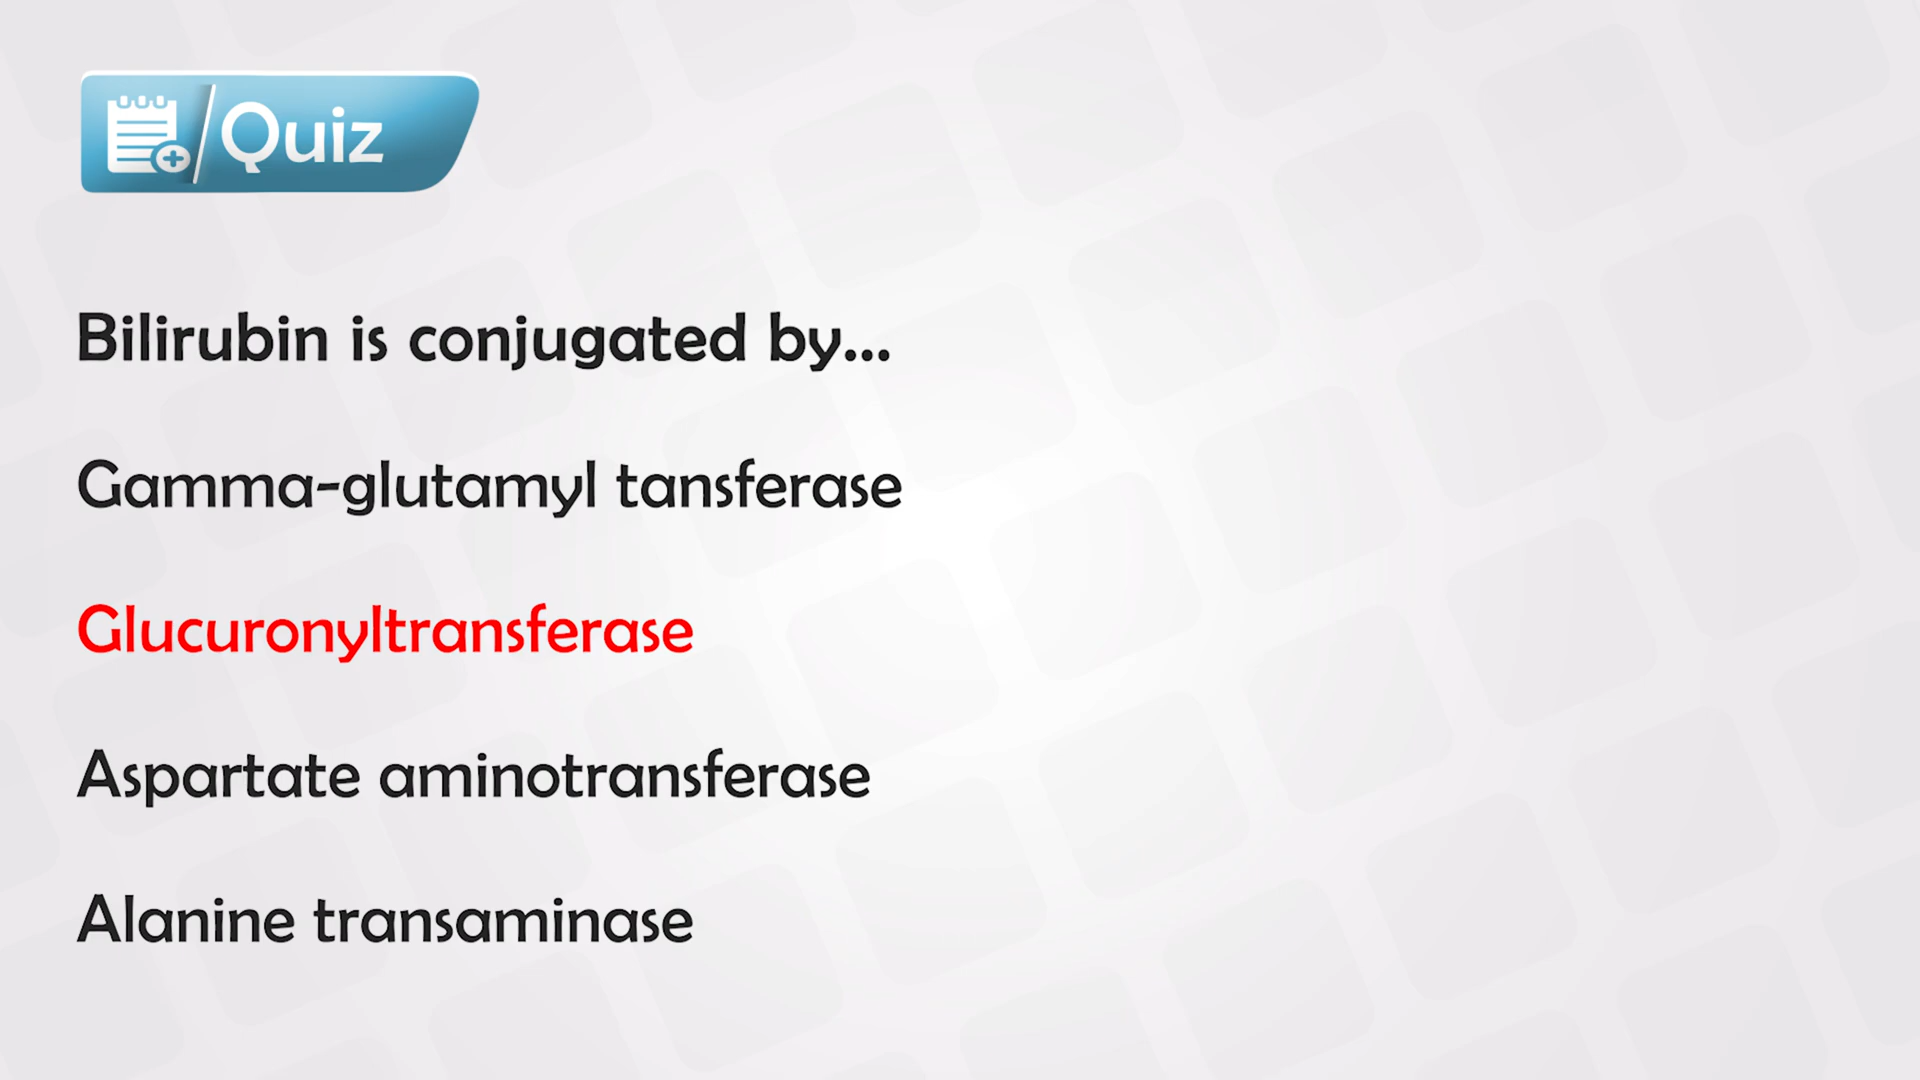 Quiz
Bilirubin is conjugated by...
Gamma-glutamyl tansferase
Glucuronyltransferase
Aspartate aminotransferase
Alanine transaminase